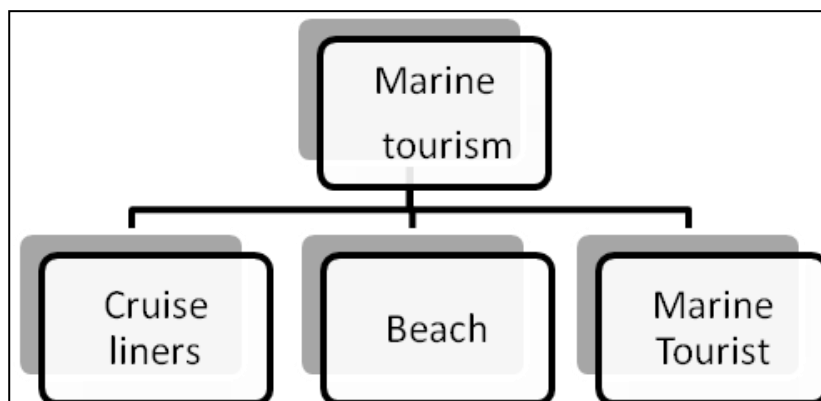 Marine
tourism
Cruise
liners
Beach
Marine
Tourist